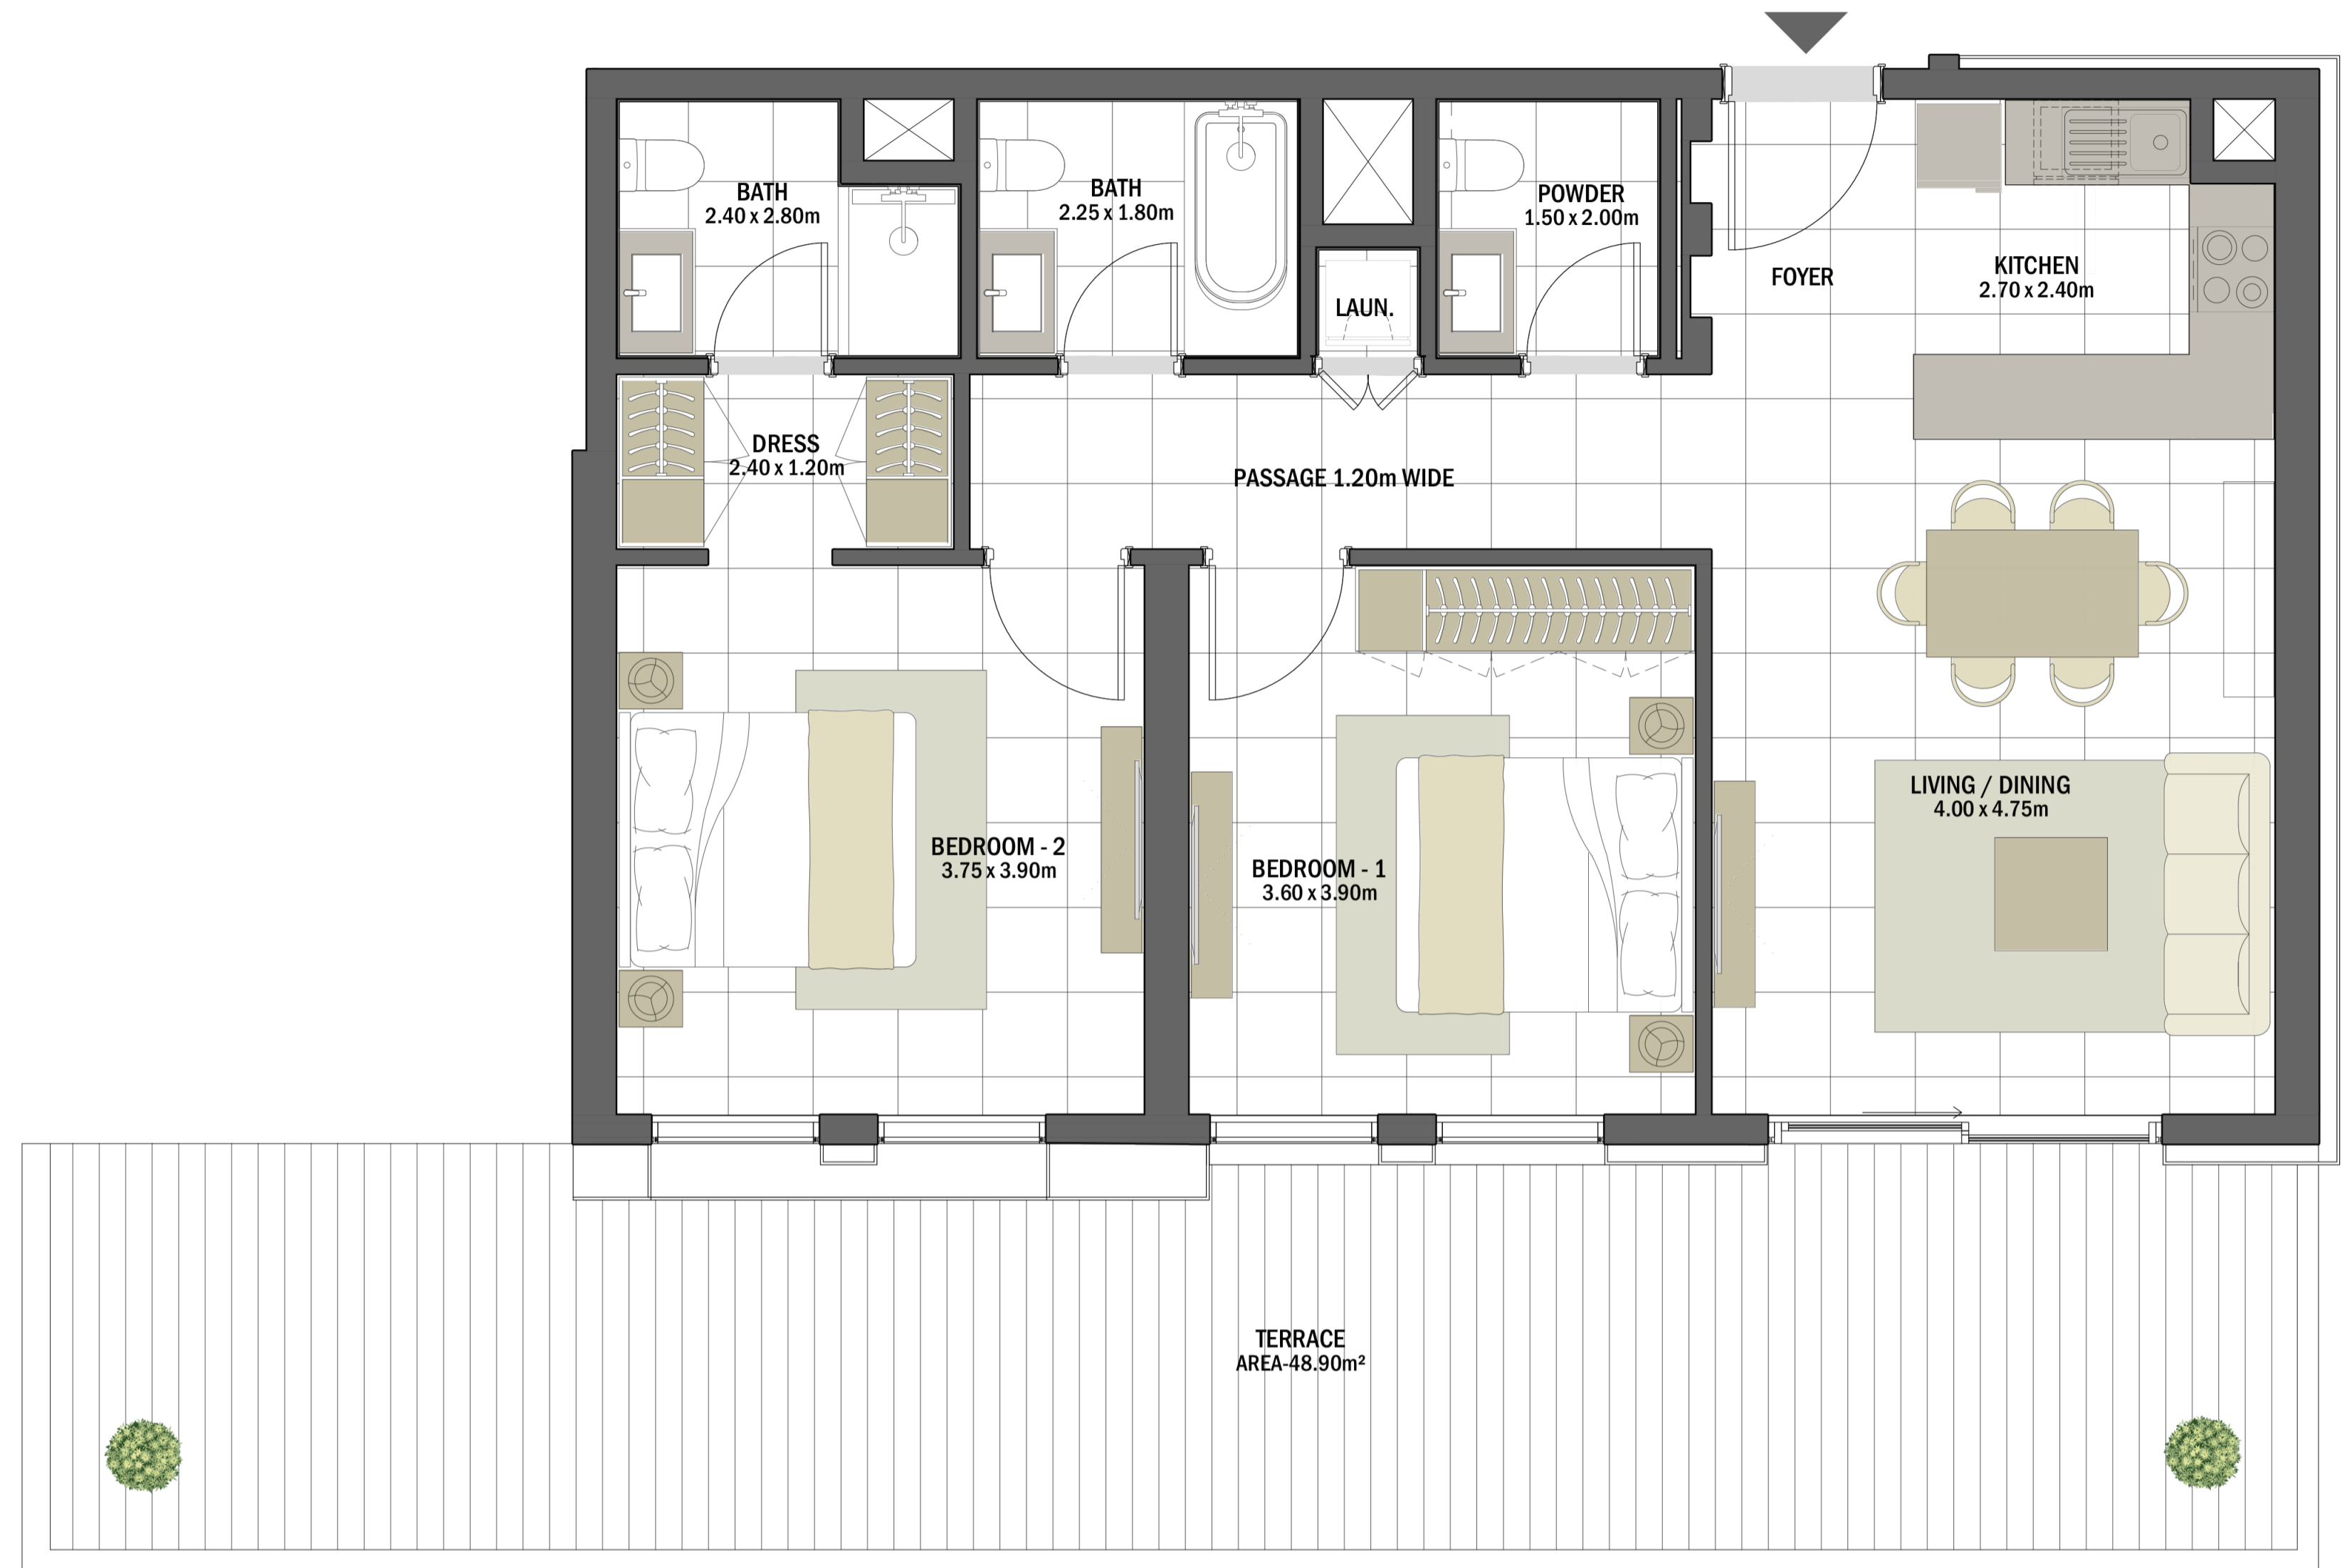 BATH
2.40 x 2.80m
BATH
2.25 x 1.80m
POWDER
1.50 x 2.00m
LAUN.
FOYER
KITCHEN
2.70 x 2.40m
DRESS
2.40 x 1.20m
PASSAGE 1.20m WIDE
LIVING / DINING
4.00 x 4.75m
BEDROOM - 2
3.75 x 3.90m
BEDROOM - 1
3.60 x 3.90m
TERRACE
AREA-48.90m²